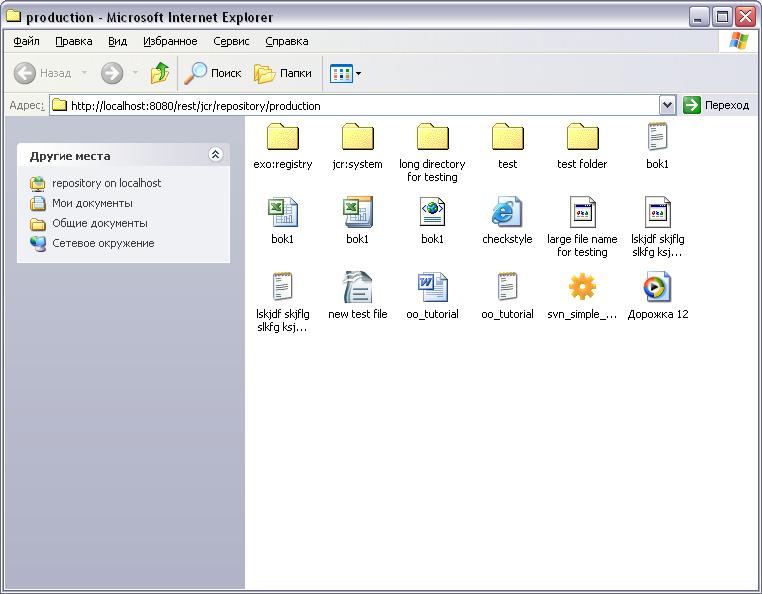 production - Microsoft Internet Explorer
Файл Правка Вид Избранное Сервис Справка
Назад Поиск Папки
Адрес: http://localhost:8080/rest/jcr/repository/production Переход
Другие места
repository on localhost
Мои документы
Общие документы
Сетевое окружение
exo:registry jcr:system long directory test test folder bok1
for testing
bok1 bok1 bok1 checkstyle large file name lskjdf skjflg
for testing slkfg ksj...
lskjdf skjflg new test file oo_tutorial oo_tutorial svn_simple_... Дорожка 12
slkfg ksj...